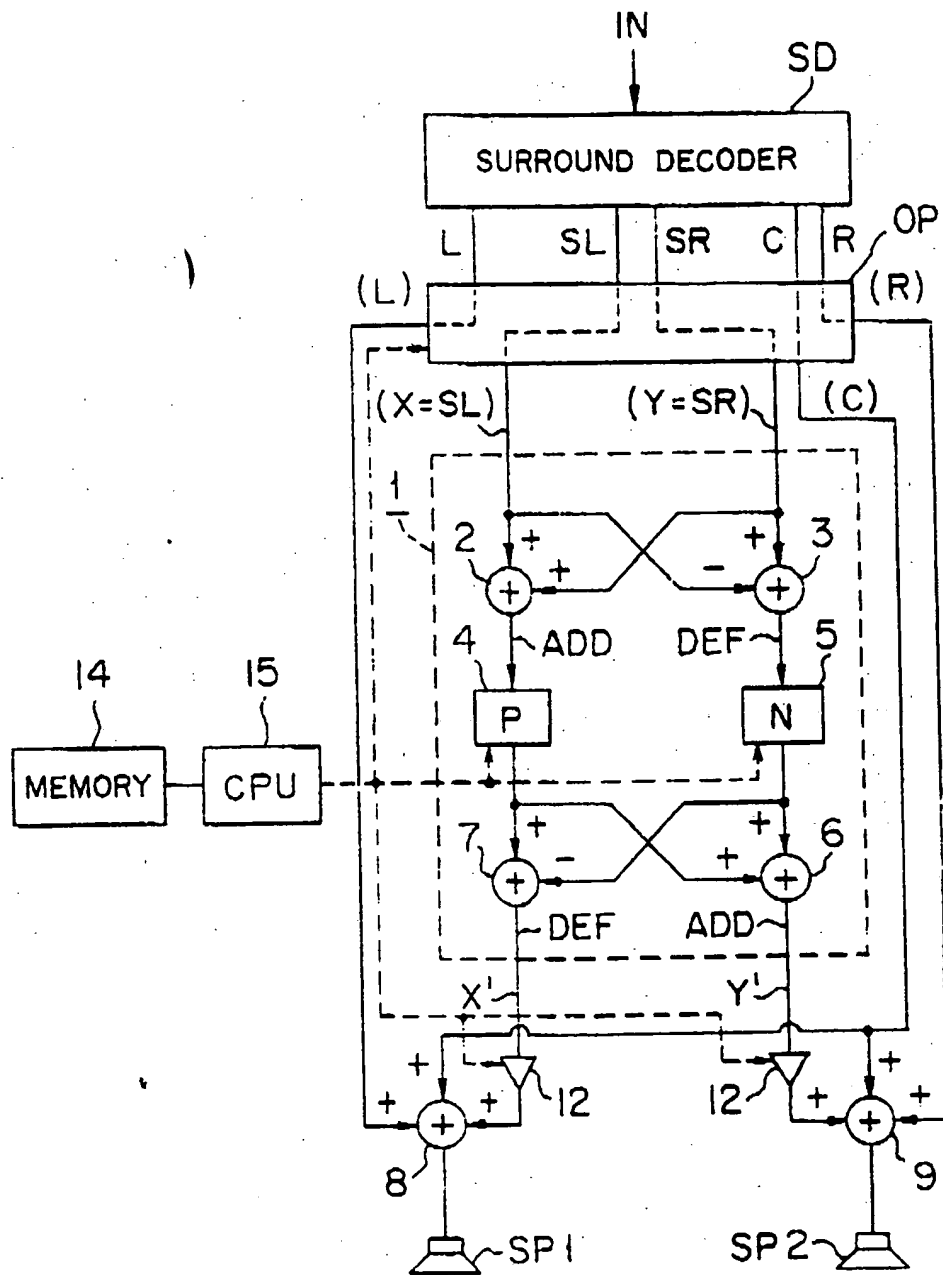 IN
SD
SURROUND DECODER
L SL SR C R OP
(L) (R)
(X=SL) (Y=SR) (C)
1
2 + + - + 3
4 ADD DEF 5
P N
14 15
MEMORY CPU
7 + - + + 6
DEF ADD
X' Y'
+ + + 12 12 + + +
8 9
SP1 SP2